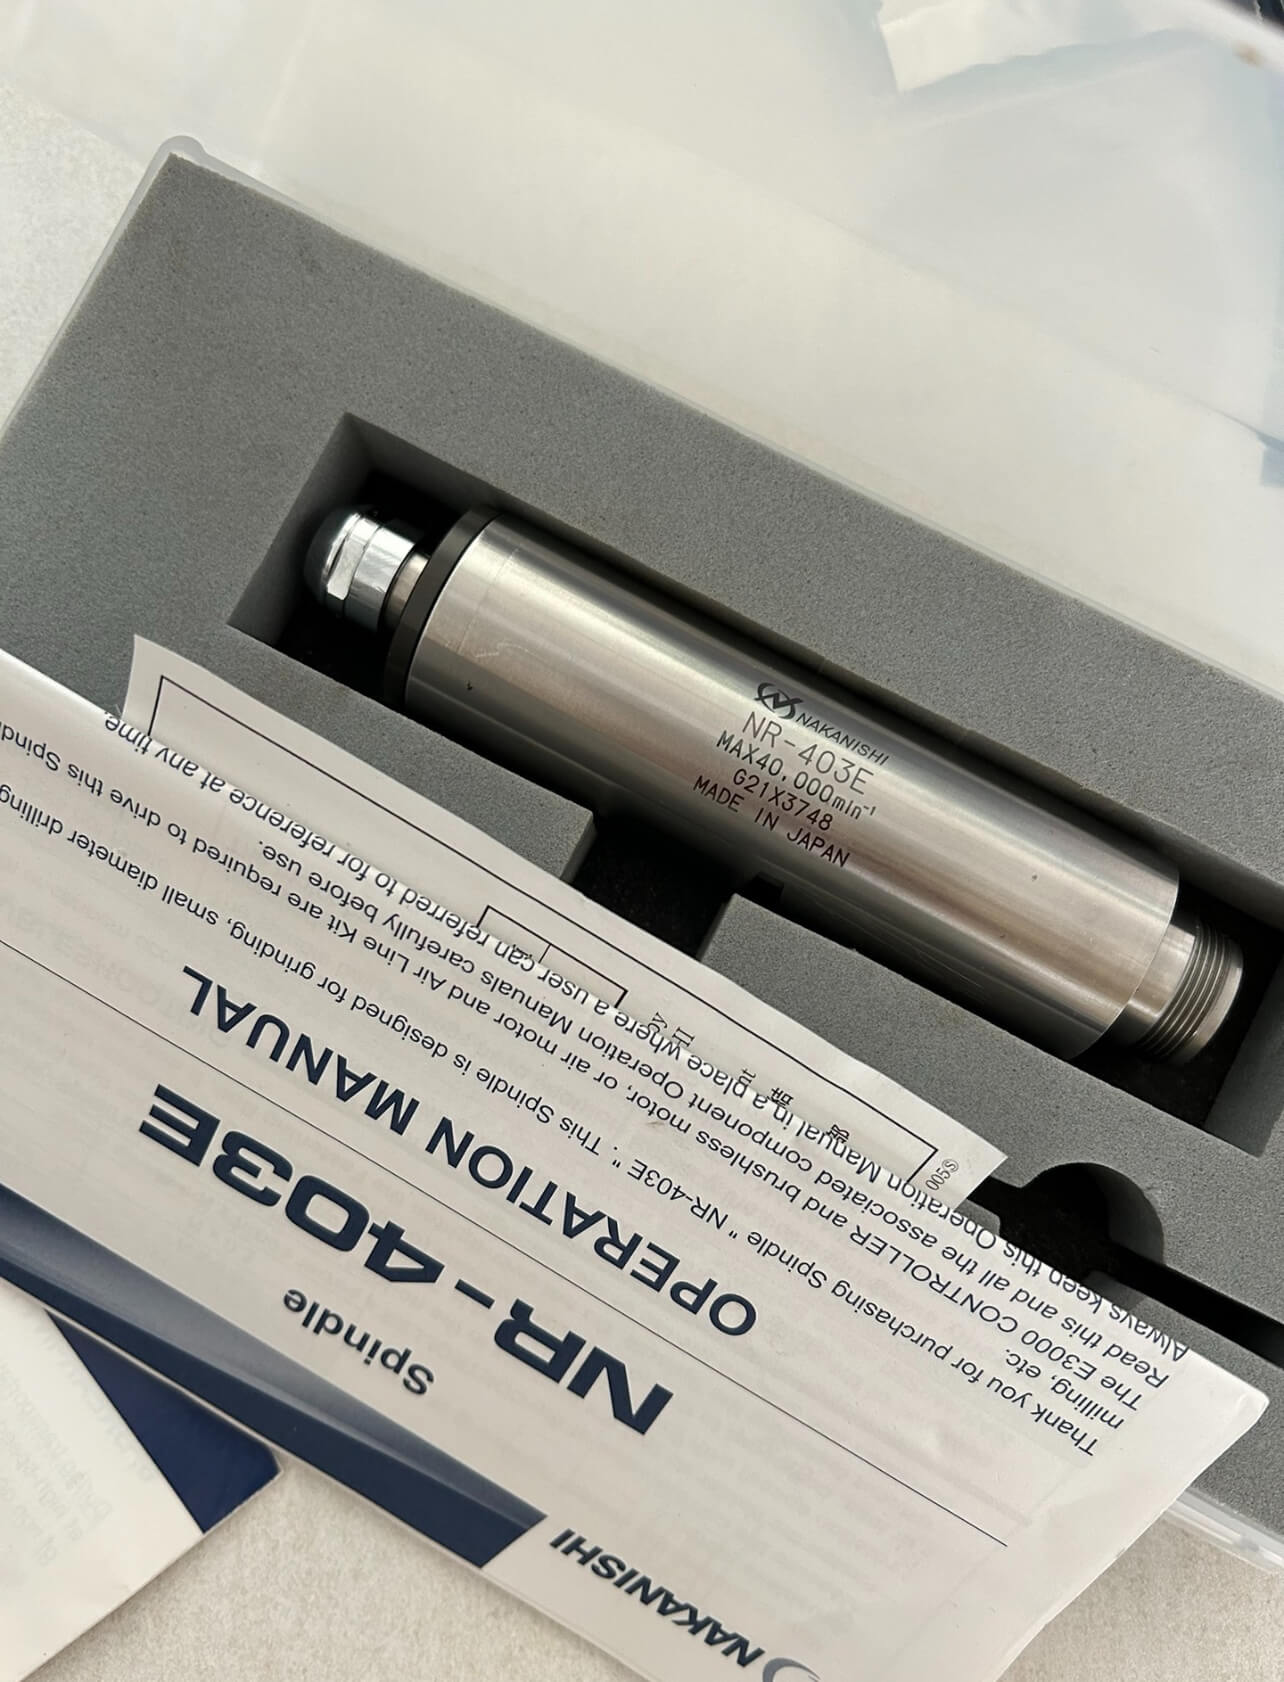 NAKANISHI
NR-403E
MAX40,000min⁻¹
G21X3748
MADE IN JAPAN
NAKANISHI
Spindle
NR-403E
OPERATION MANUAL
Thank you for purchasing Spindle " NR-403E ". This Spindle is designed for grinding, small diameter drilling
milling, etc.
The E3000 CONTROLLER and brushless motor, or air motor and Air Line Kit are required to drive this
Read this and all the associated component Operation Manuals carefully before use.
Always keep this Operation Manual in a place where a user can referred to for reference at any time.
005Ⓢ